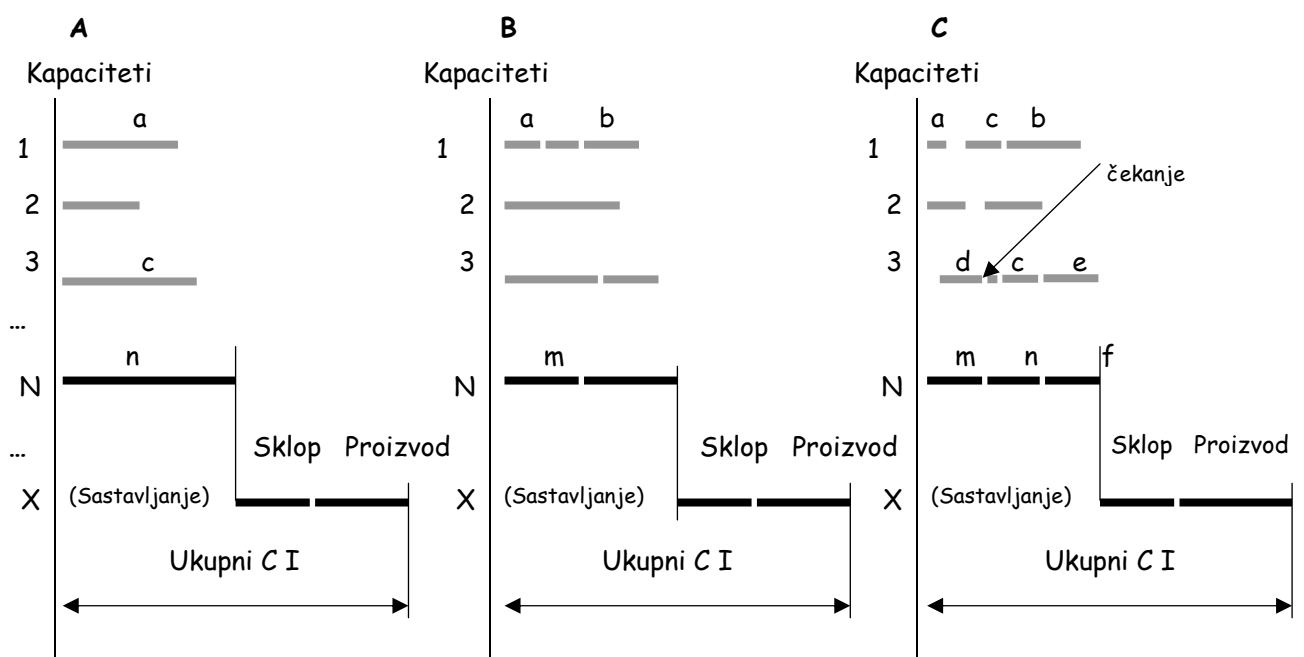 A B C
Kapaciteti Kapaciteti Kapaciteti
a a b a c b
1 1 1
čekanje
2 2 2
3 c 3 3 d c e
...
n m m n f
N N N
... Sklop Proizvod Sklop Proizvod Sklop Proizvod
X (Sastavljanje) X (Sastavljanje) X (Sastavljanje)
Ukupni C I Ukupni C I Ukupni C I